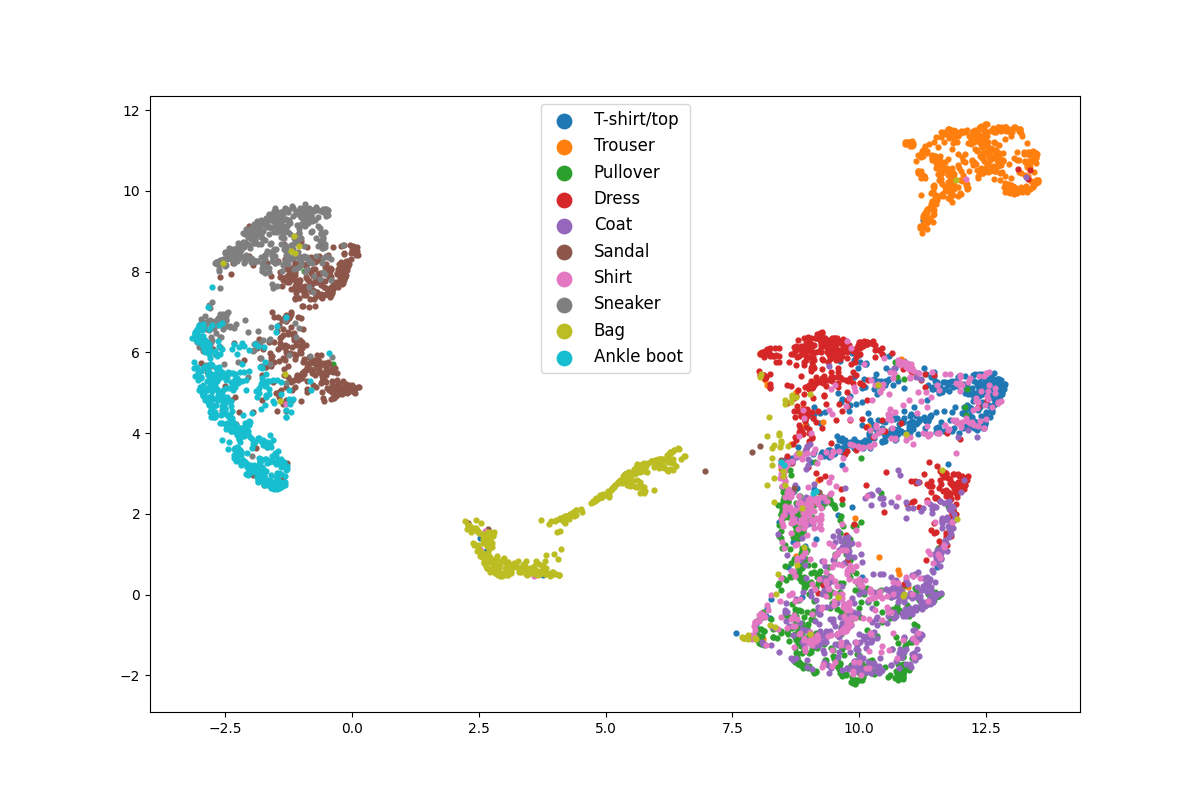 12
10
8
6
4
2
0
−2
−2.5
0.0
2.5
5.0
7.5
10.0
12.5
T-shirt/top
Trouser
Pullover
Dress
Coat
Sandal
Shirt
Sneaker
Bag
Ankle boot